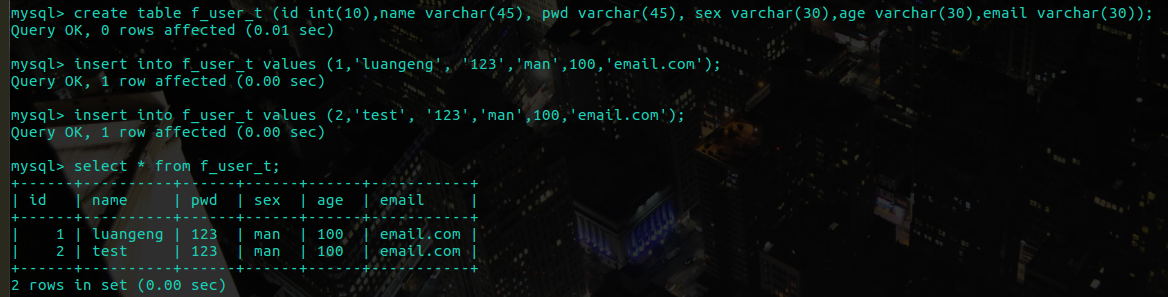 mysql> create table f_user_t (id int(10),name varchar(45), pwd varchar(45), sex varchar(30),age varchar(30),email varchar(30));
Query OK, 0 rows affected (0.01 sec)

mysql> insert into f_user_t values (1,'luangeng', '123','man',100,'email.com');
Query OK, 1 row affected (0.00 sec)

mysql> insert into f_user_t values (2,'test', '123','man',100,'email.com');
Query OK, 1 row affected (0.00 sec)

mysql> select * from f_user_t;
+------+----------+------+------+------+-----------+
| id   | name     | pwd  | sex  | age  | email     |
+------+----------+------+------+------+-----------+
|    1 | luangeng | 123  | man  | 100  | email.com |
|    2 | test     | 123  | man  | 100  | email.com |
+------+----------+------+------+------+-----------+
2 rows in set (0.00 sec)